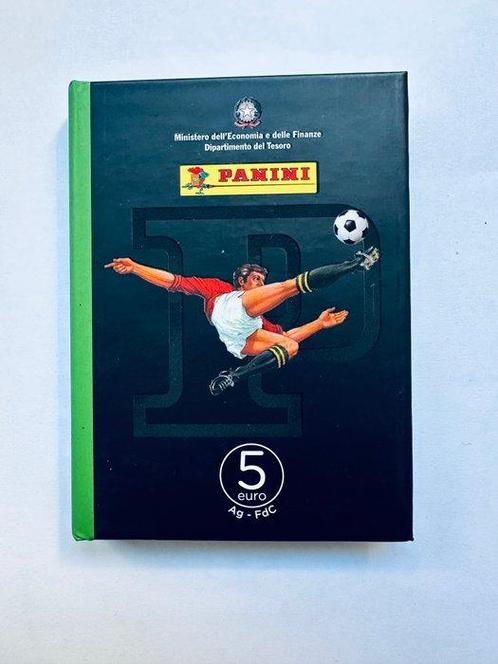 Ministero dell'Economia e delle Finanze
Dipartimento del Tesoro
PANINI
P
5
euro
Ag - FdC